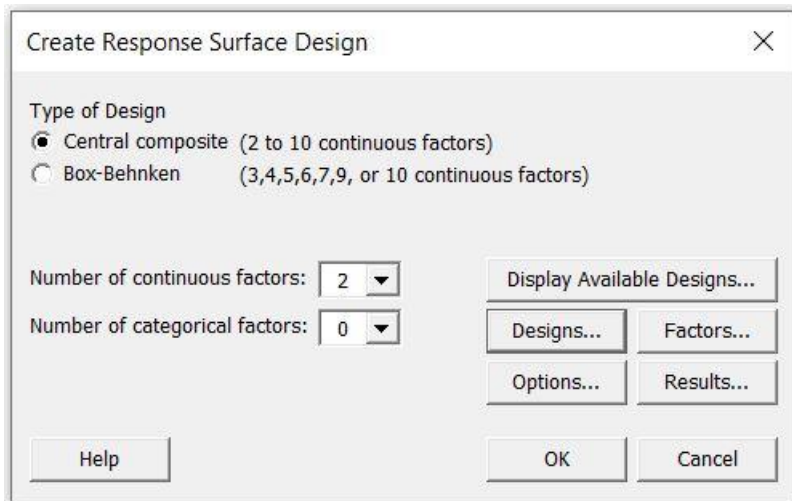 Create Response Surface Design
Type of Design
Central composite (2 to 10 continuous factors)
Box-Behnken (3,4,5,6,7,9, or 10 continuous factors)
Number of continuous factors: 2
Display Available Designs...
Number of categorical factors: 0
Designs... Factors...
Options... Results...
Help OK Cancel